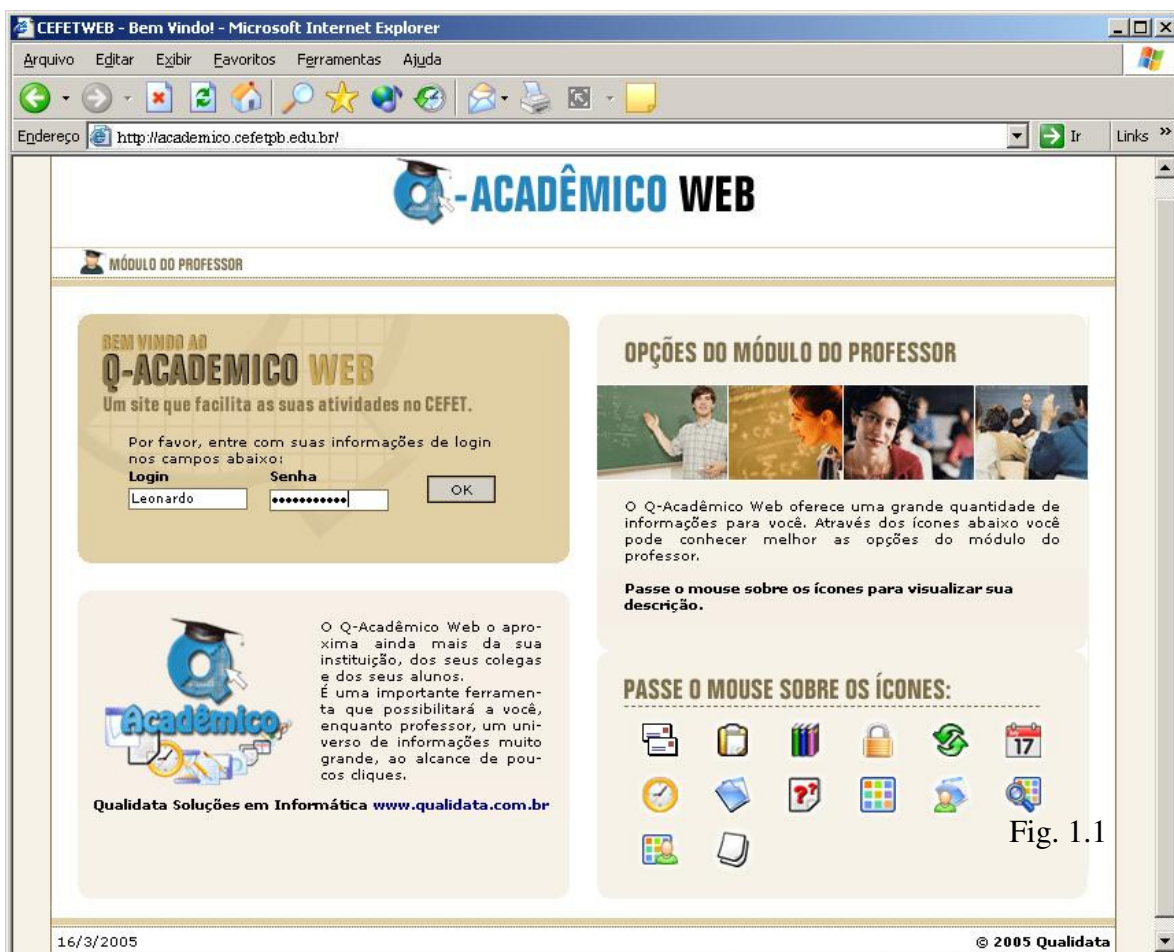 CEFETWEB - Bem Vindo! - Microsoft Internet Explorer
Arquivo Editar Exibir Favoritos Ferramentas Ajuda
Endereço http://academico.cefetpb.edu.br/ Ir Links »
Q-ACADÊMICO WEB
MÓDULO DO PROFESSOR
BEM VINDO AO
Q-ACADEMICO WEB
Um site que facilita as suas atividades no CEFET.
Por favor, entre com suas informações de login
nos campos abaixo:
Login Senha
Leonardo ••••••••••• OK
OPÇÕES DO MÓDULO DO PROFESSOR
O Q-Acadêmico Web oferece uma grande quantidade de
informações para você. Através dos ícones abaixo você
pode conhecer melhor as opções do módulo do
professor.
Passe o mouse sobre os ícones para visualizar sua
descrição.
Q
Acadêmico
O Q-Acadêmico Web o apro-
xima ainda mais da sua
instituição, dos seus colegas
e dos seus alunos.
É uma importante ferramen-
ta que possibilitará a você,
enquanto professor, um uni-
verso de informações muito
grande, ao alcance de pou-
cos cliques.
Qualidata Soluções em Informática www.qualidata.com.br
PASSE O MOUSE SOBRE OS ÍCONES:
17
??
Fig. 1.1
16/3/2005
© 2005 Qualidata